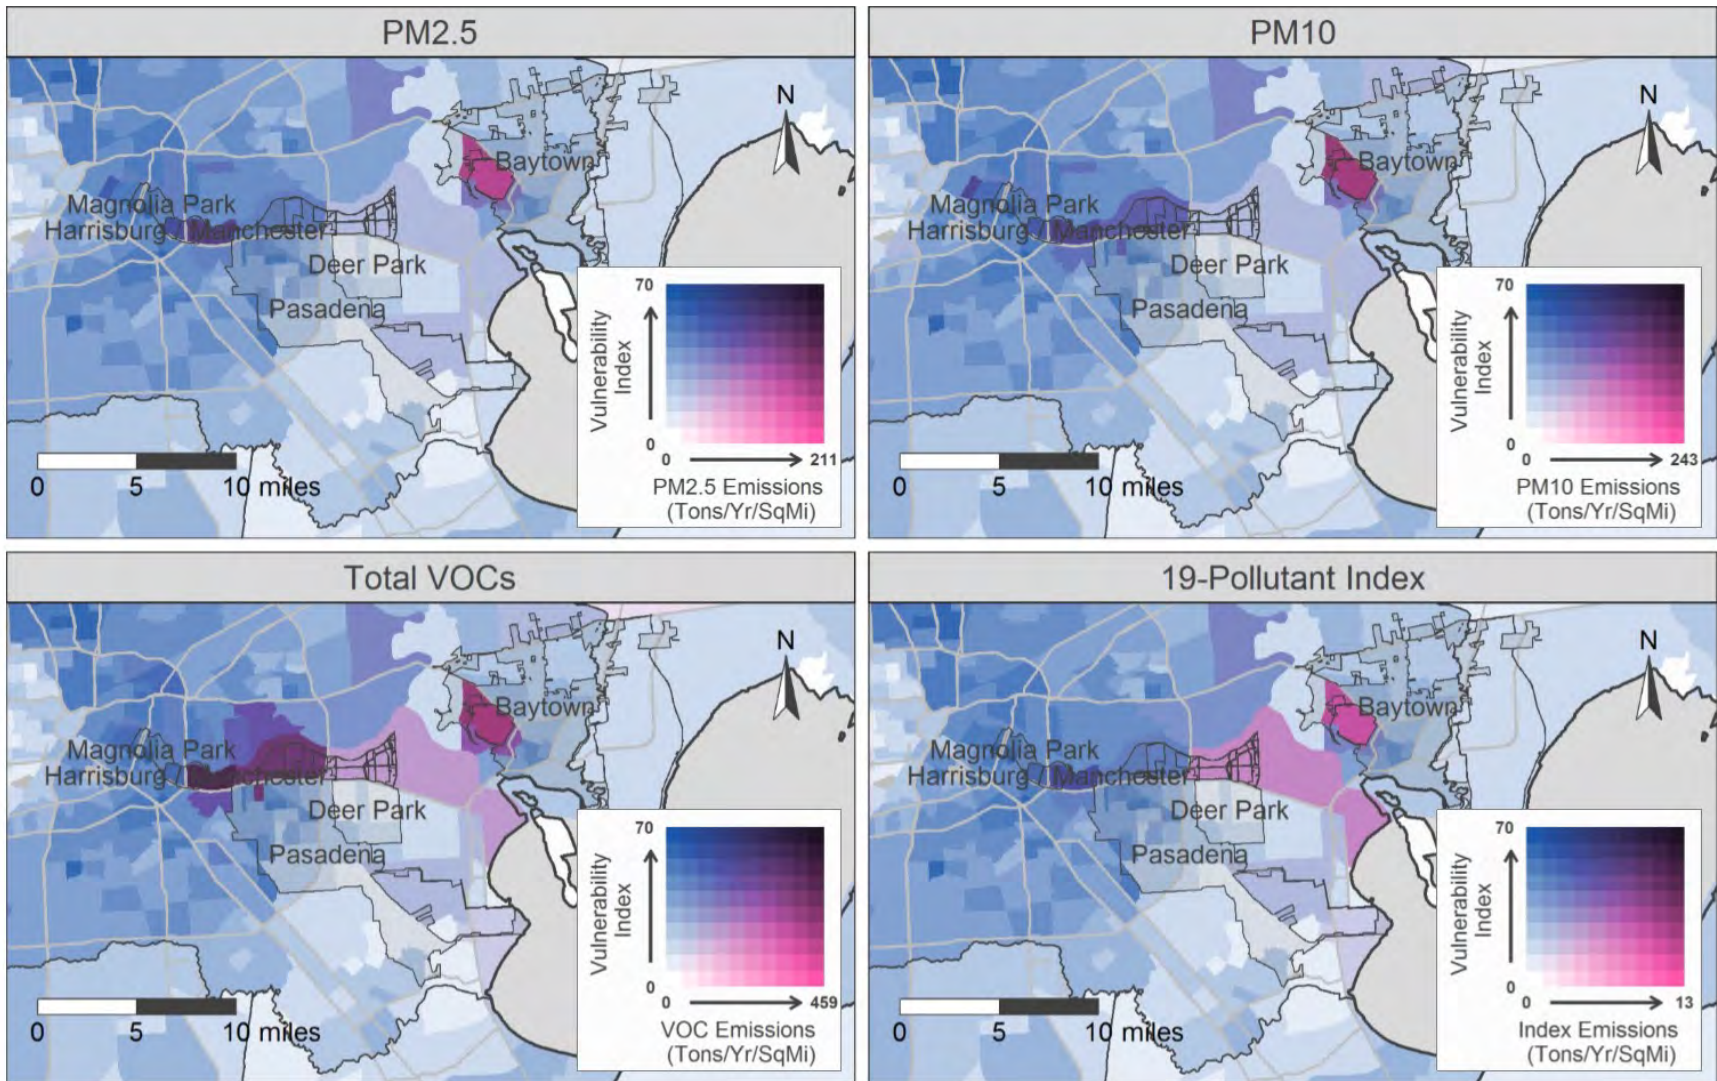 PM2.5
N
Baytown
Magnolia Park
Harrisburg / Manchester
Deer Park
Pasadena
0 5 10 miles
70
Vulnerability
Index
0
0 211
PM2.5 Emissions
(Tons/Yr/SqMi)
PM10
N
Baytown
Magnolia Park
Harrisburg / Manchester
Deer Park
Pasadena
0 5 10 miles
70
Vulnerability
Index
0
0 243
PM10 Emissions
(Tons/Yr/SqMi)
Total VOCs
N
Baytown
Magnolia Park
Harrisburg / Manchester
Deer Park
Pasadena
0 5 10 miles
70
Vulnerability
Index
0
0 459
VOC Emissions
(Tons/Yr/SqMi)
19-Pollutant Index
N
Baytown
Magnolia Park
Harrisburg / Manchester
Deer Park
Pasadena
0 5 10 miles
70
Vulnerability
Index
0
0 13
Index Emissions
(Tons/Yr/SqMi)